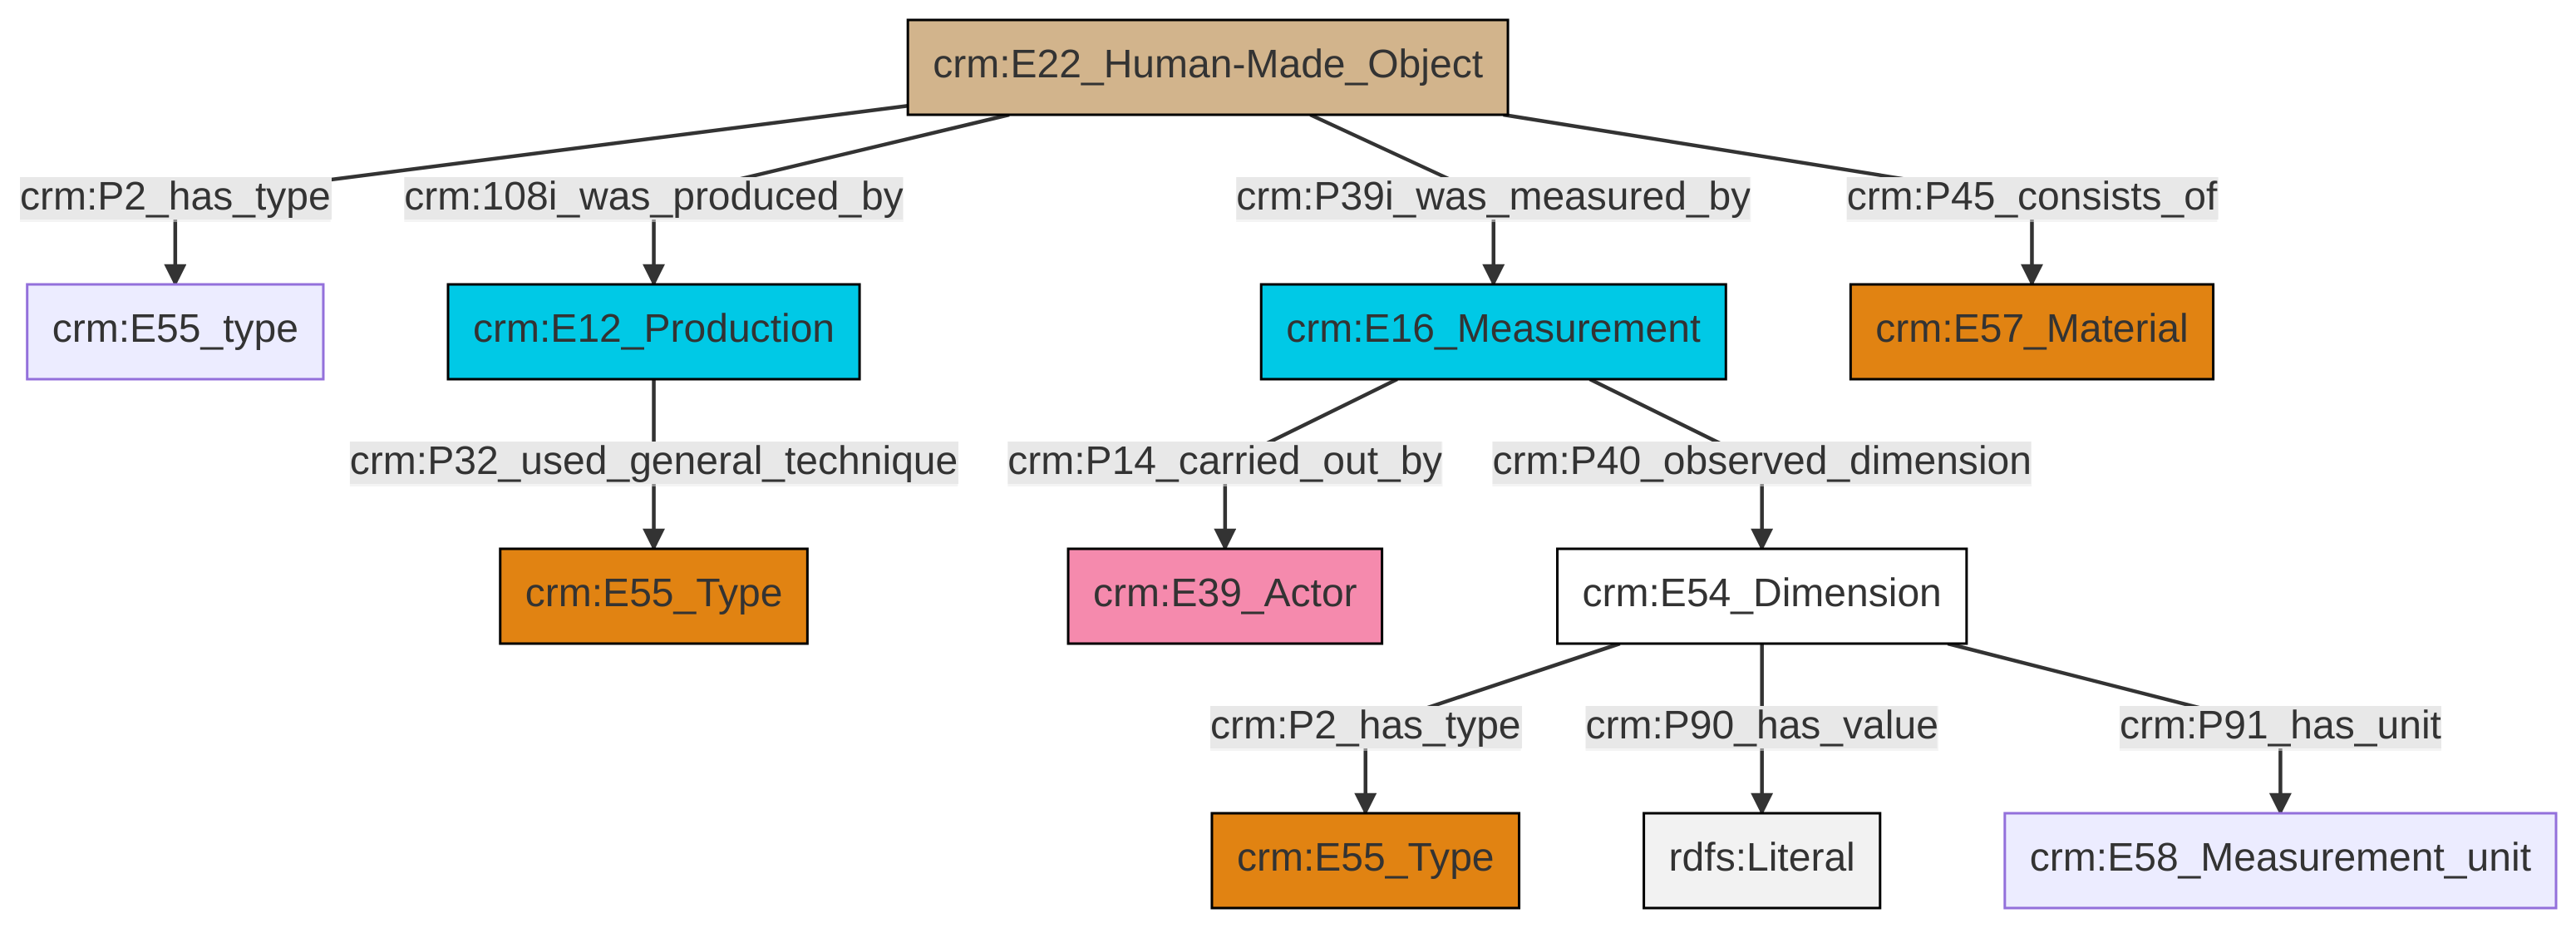 crm:E22_Human-Made_Object
crm:P2_has_type
crm:108i_was_produced_by
crm:P39i_was_measured_by
crm:P45_consists_of
crm:E55_type
crm:E12_Production
crm:E16_Measurement
crm:E57_Material
crm:P32_used_general_technique
crm:P14_carried_out_by
crm:P40_observed_dimension
crm:E55_Type
crm:E39_Actor
crm:E54_Dimension
crm:P2_has_type
crm:P90_has_value
crm:P91_has_unit
crm:E55_Type
rdfs:Literal
crm:E58_Measurement_unit